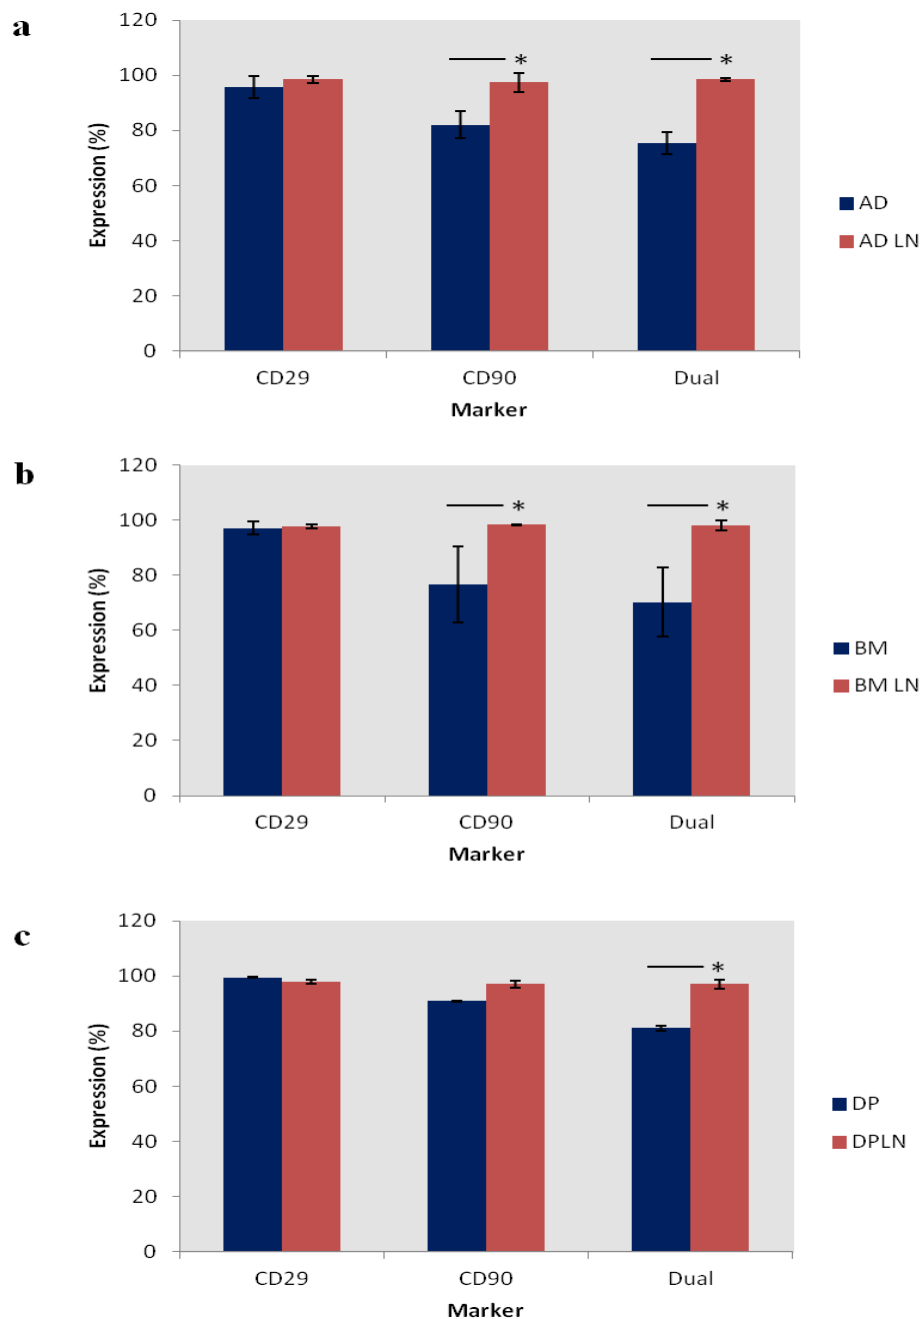 a
120
100
80
60
40
20
0
Expression (%)
* *
CD29 CD90 Dual
Marker
AD
AD LN
b
120
100
80
60
40
20
0
Expression (%)
* *
CD29 CD90 Dual
Marker
BM
BM LN
c
120
100
80
60
40
20
0
Expression (%)
*
CD29 CD90 Dual
Marker
DP
DPLN